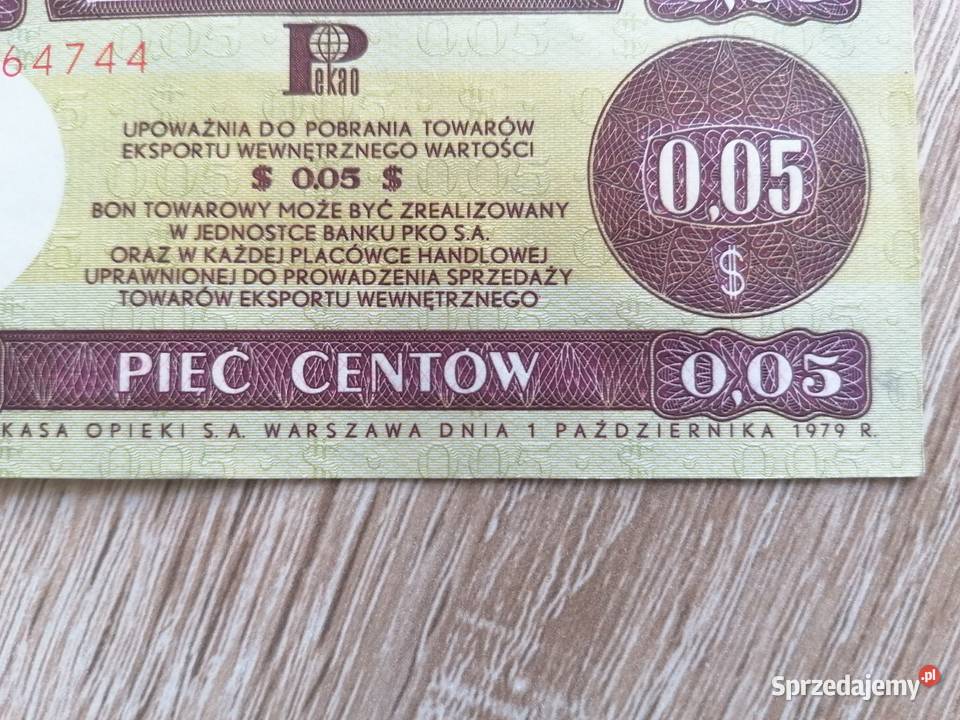 64744
Pekao
UPOWAŻNIA DO POBRANIA TOWARÓW
EKSPORTU WEWNĘTRZNEGO WARTOŚCI
$ 0.05 $
BON TOWAROWY MOŻE BYĆ ZREALIZOWANY
W JEDNOSTCE BANKU PKO S.A.
ORAZ W KAŻDEJ PLACÓWCE HANDLOWEJ
UPRAWNIONEJ DO PROWADZENIA SPRZEDAŻY
TOWARÓW EKSPORTU WEWNĘTRZNEGO
0,05
$
PIĘĆ CENTÓW 0,05
KASA OPIEKI S.A. WARSZAWA DNIA 1 PAŹDZIERNIKA 1979 R.
Sprzedajemy.pl